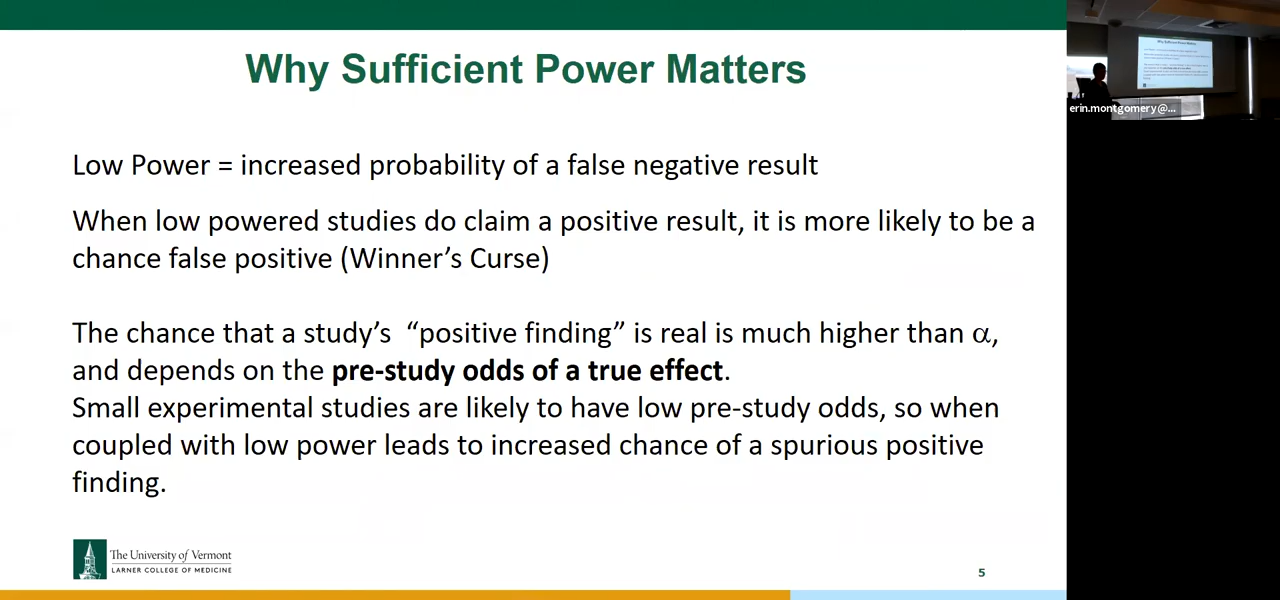 Why Sufficient Power Matters
Low Power = increased probability of a false negative result
When low powered studies do claim a positive result, it is more likely to be a
chance false positive (Winner’s Curse)
The chance that a study’s “positive finding” is real is much higher than α,
and depends on the pre-study odds of a true effect.
Small experimental studies are likely to have low pre-study odds, so when
coupled with low power leads to increased chance of a spurious positive
finding.
The University of Vermont
LARNER COLLEGE OF MEDICINE
5
Why Sufficient Power Matters
erin.montgomery@...